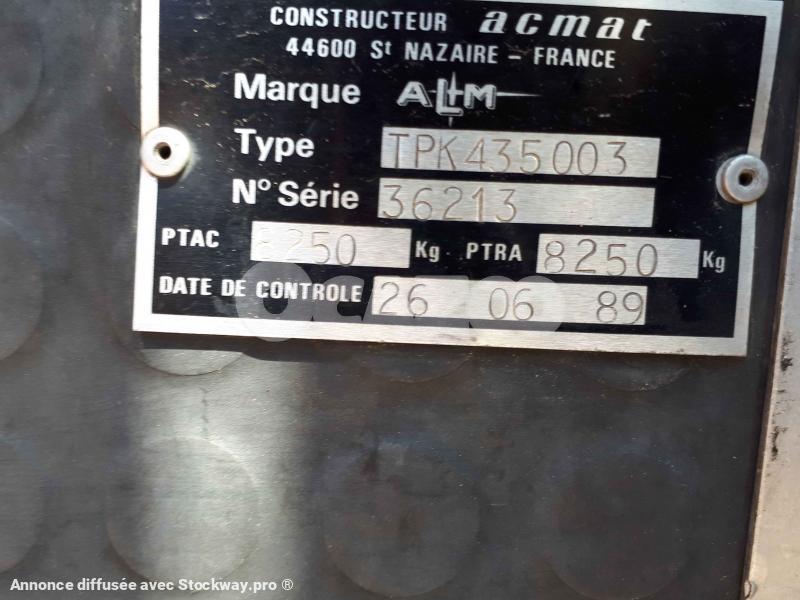 CONSTRUCTEUR acmat
44600 St NAZAIRE – FRANCE
Marque ALM
Type TPK435003
N° Série 36213
PTAC 8250 Kg PTRA 8250 Kg
DATE DE CONTROLE 26 06 89
Annonce diffusée avec Stockway.pro ®